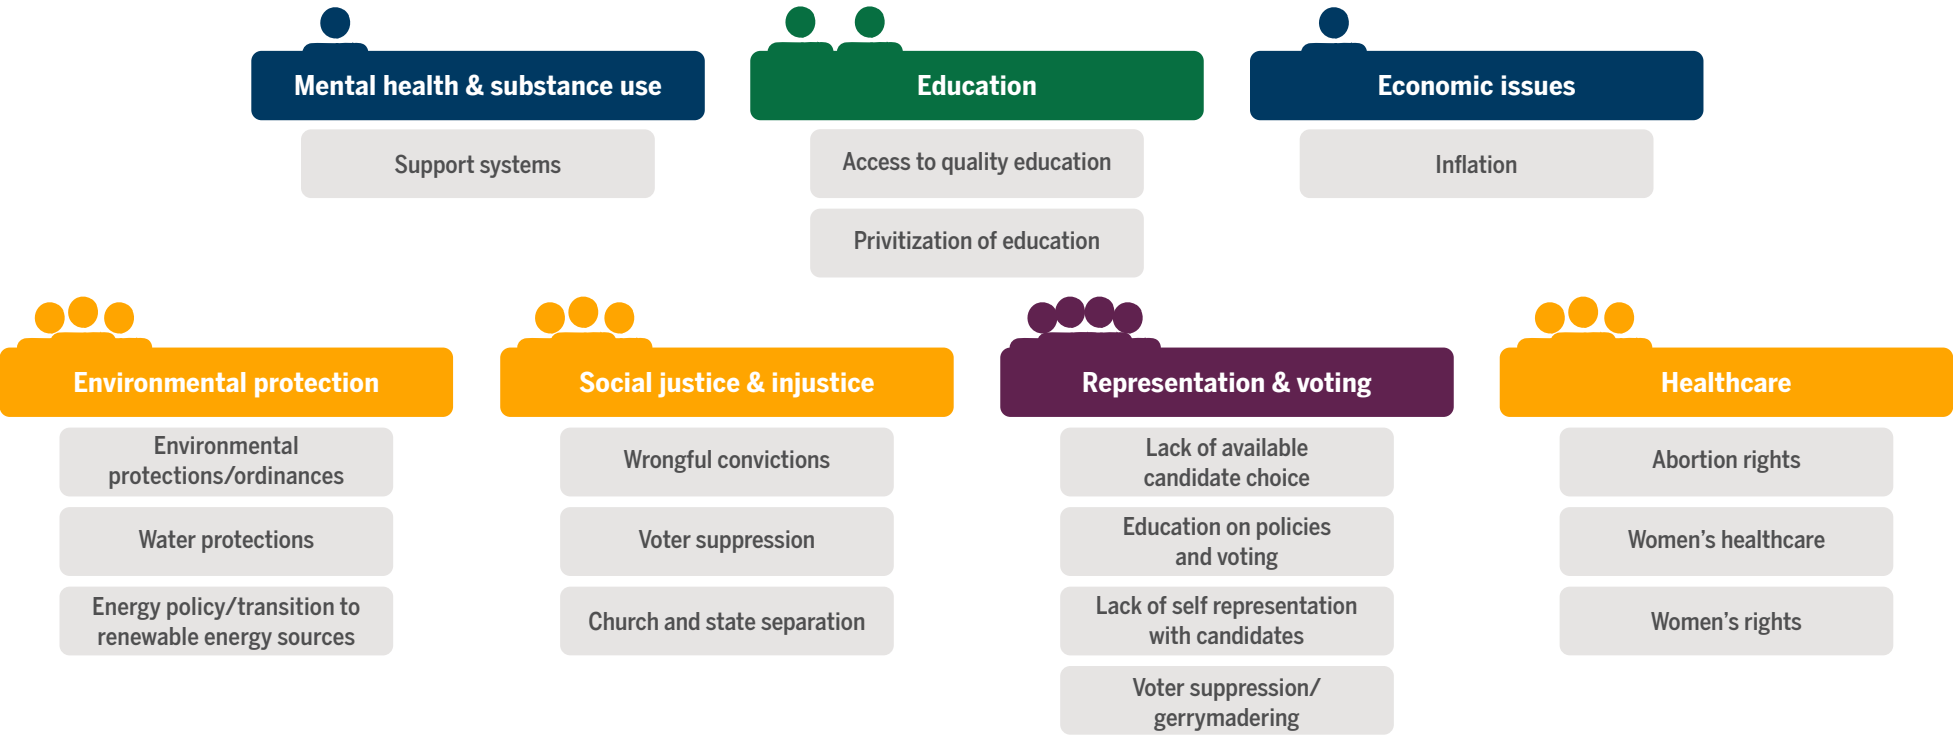 Mental health & substance use
Support systems
Education
Access to quality education
Privitization of education
Economic issues
Inflation
Environmental protection
Environmental
protections/ordinances
Water protections
Energy policy/transition to
renewable energy sources
Social justice & injustice
Wrongful convictions
Voter suppression
Church and state separation
Representation & voting
Lack of available
candidate choice
Education on policies
and voting
Lack of self representation
with candidates
Voter suppression/
gerrymadering
Healthcare
Abortion rights
Women’s healthcare
Women’s rights